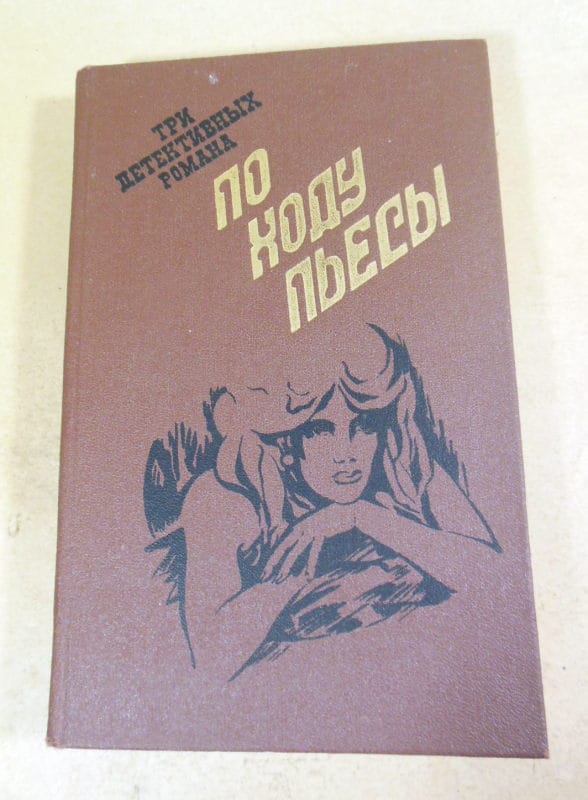 ТРИ
ДЕТЕКТИВНЫХ
РОМАНА
ПО
ХОДУ
ПЬЕСЫ